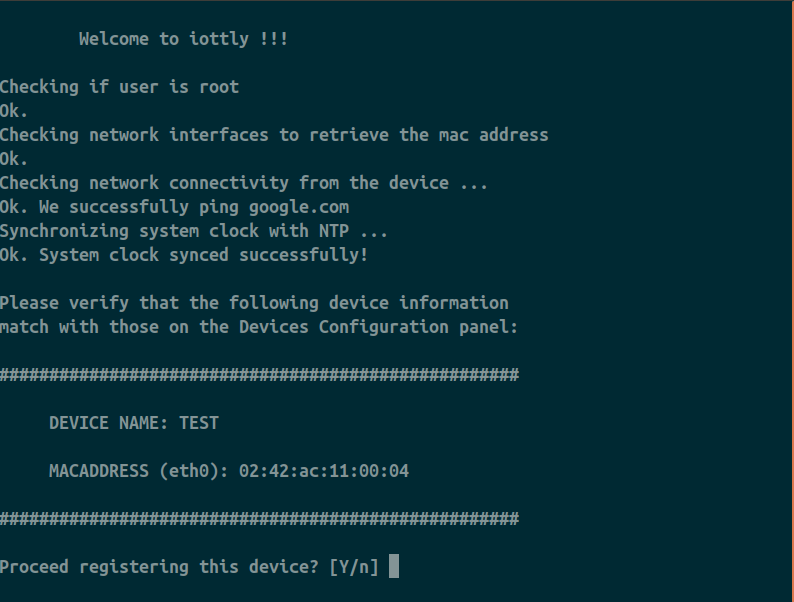 Welcome to iottly !!!
Checking if user is root
Ok.
Checking network interfaces to retrieve the mac address
Ok.
Checking network connectivity from the device ...
Ok. We successfully ping google.com
Synchronizing system clock with NTP ...
Ok. System clock synced successfully!
Please verify that the following device information
match with those on the Devices Configuration panel:
####################################################
DEVICE NAME: TEST
MACADDRESS (eth0): 02:42:ac:11:00:04
####################################################
Proceed registering this device? [Y/n]